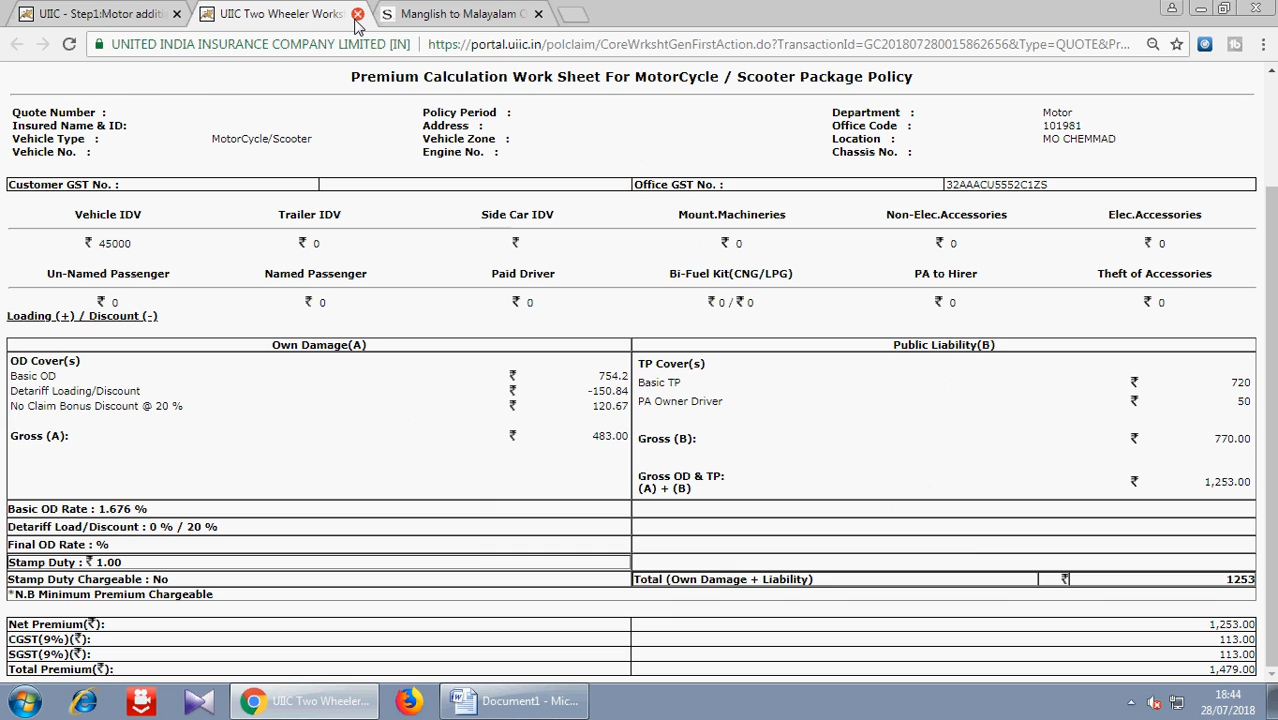 UIIC - Step1:Motor additi
UIIC Two Wheeler Works
Manglish to Malayalam C
UNITED INDIA INSURANCE COMPANY LIMITED [IN]
https://portal.uiic.in/polclaim/CoreWrkshtGenFirstAction.do?TransactionId=GC2018072800015862656&Type=QUOTE&Pr...
Premium Calculation Work Sheet For MotorCycle / Scooter Package Policy
Quote Number : Policy Period : Department : Motor
Insured Name & ID: Address : Office Code : 101981
Vehicle Type : MotorCycle/Scooter Vehicle Zone : Location : MO CHEMMAD
Vehicle No. : Engine No. : Chassis No. :
Customer GST No. : Office GST No. : 32AAACU5552C1ZS
Vehicle IDV Trailer IDV Side Car IDV Mount.Machineries Non-Elec.Accessories Elec.Accessories
₹ 45000 ₹ 0 ₹ ₹ 0 ₹ 0 ₹ 0
Un-Named Passenger Named Passenger Paid Driver Bi-Fuel Kit(CNG/LPG) PA to Hirer Theft of Accessories
₹ 0 ₹ 0 ₹ 0 ₹ 0 / ₹ 0 ₹ 0 ₹ 0
Loading (+) / Discount (-)
Own Damage(A) Public Liability(B)
OD Cover(s)
Basic OD ₹ 754.2
Detariff Loading/Discount ₹ -150.84
No Claim Bonus Discount @ 20 % ₹ 120.67
Gross (A): ₹ 483.00
TP Cover(s)
Basic TP ₹ 720
PA Owner Driver ₹ 50
Gross (B): ₹ 770.00
Gross OD & TP:
(A) + (B) ₹ 1,253.00
Basic OD Rate : 1.676 %
Detariff Load/Discount : 0 % / 20 %
Final OD Rate : %
Stamp Duty : ₹ 1.00
Stamp Duty Chargeable : No Total (Own Damage + Liability) ₹ 1253
*N.B Minimum Premium Chargeable
Net Premium(₹): 1,253.00
CGST(9%)(₹): 113.00
SGST(9%)(₹): 113.00
Total Premium(₹): 1,479.00
UIIC Two Wheeler...
Document1 - Mic...
18:44
28/07/2018